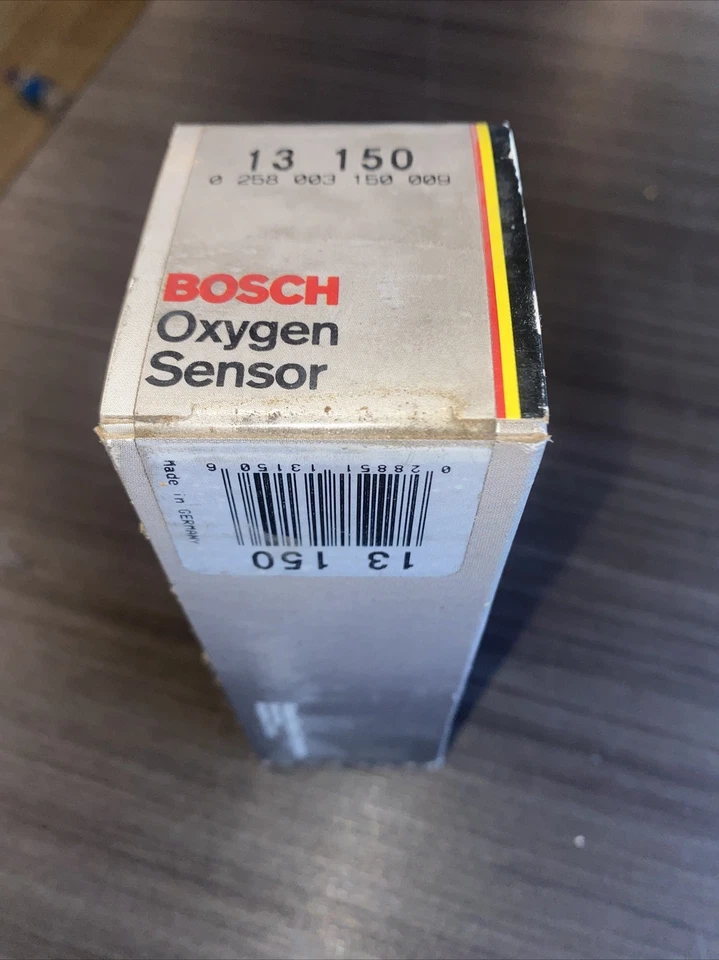 13 150
0 258 003 150 009
BOSCH
Oxygen
Sensor
Made in GERMANY
0 28851 13150 6
13 150